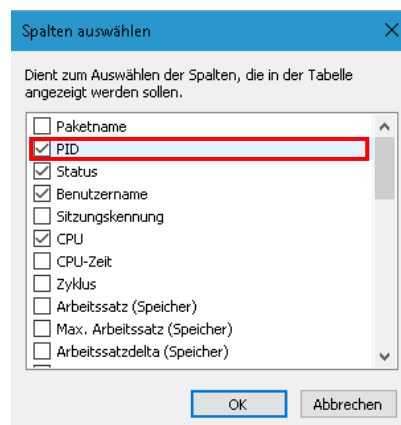 Spalten auswählen
Dient zum Auswählen der Spalten, die in der Tabelle
angezeigt werden sollen.
Paketname
PID
Status
Benutzername
Sitzungskennung
CPU
CPU-Zeit
Zyklus
Arbeitssatz (Speicher)
Max. Arbeitssatz (Speicher)
Arbeitssatzdelta (Speicher)
OK Abbrechen